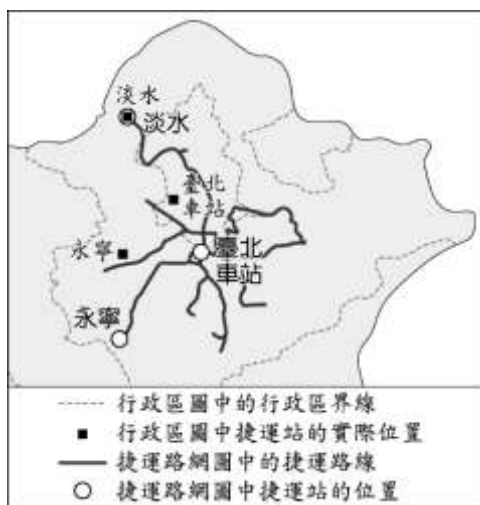 淡水
淡水
臺北
車站
臺北
車站
永寧
永寧
行政區圖中的行政區界線
行政區圖中捷運站的實際位置
捷運路網圖中的捷運路線
捷運路網圖中捷運站的位置